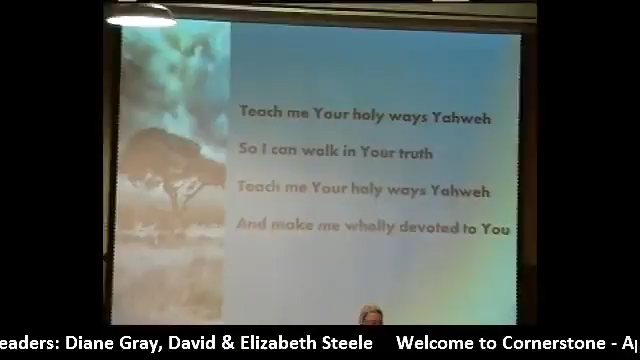 Teach me Your holy ways Yahweh
So I can walk in Your truth
Teach me Your holy ways Yahweh
And make me wholly devoted to You
eaders: Diane Gray, David & Elizabeth Steele Welcome to Cornerstone - Ap